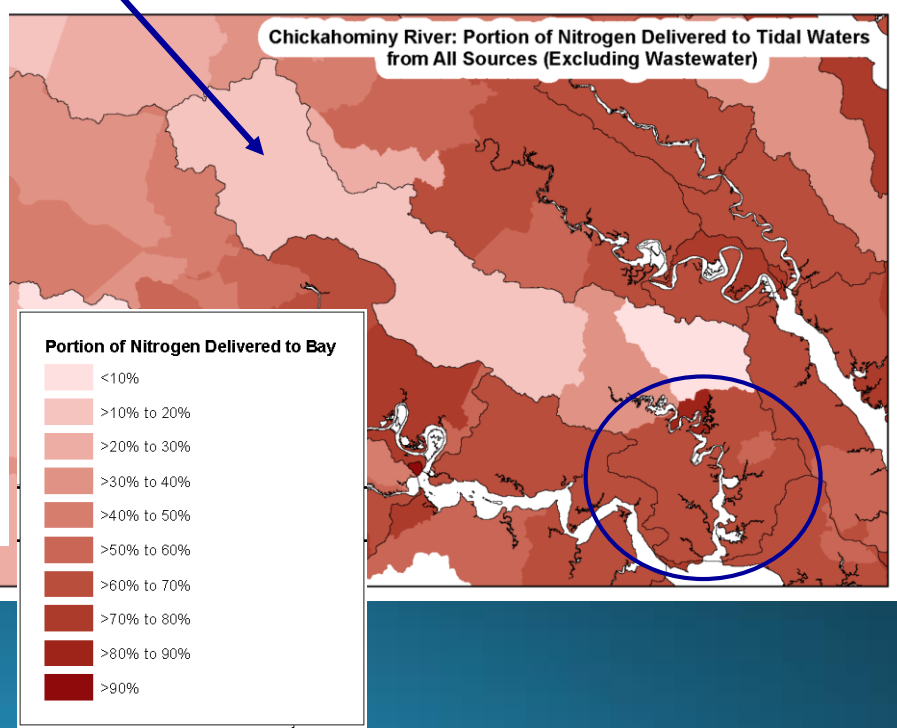 Chickahominy River: Portion of Nitrogen Delivered to Tidal Waters
from All Sources (Excluding Wastewater)
Portion of Nitrogen Delivered to Bay
<10%
>10% to 20%
>20% to 30%
>30% to 40%
>40% to 50%
>50% to 60%
>60% to 70%
>70% to 80%
>80% to 90%
>90%